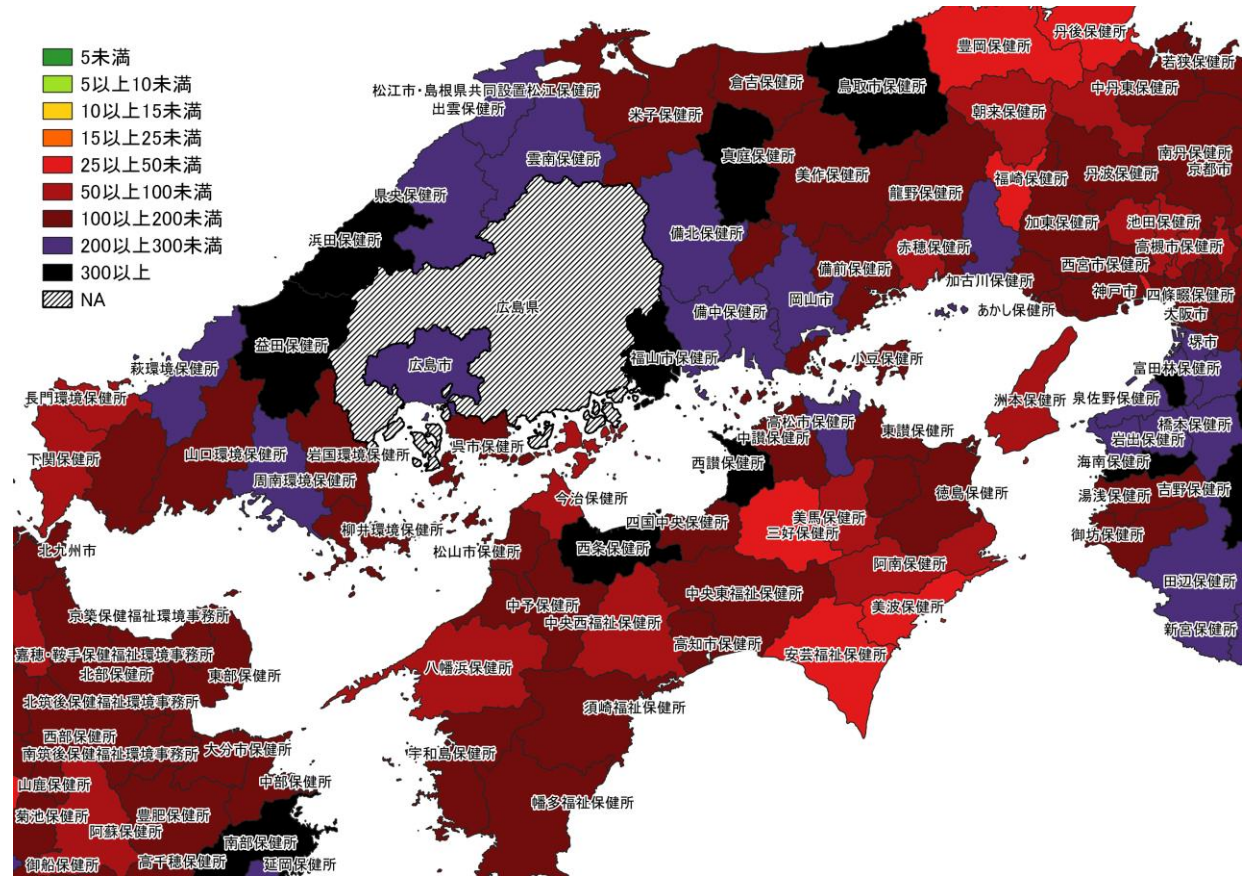 5未満
5以上10未満
10以上15未満
15以上25未満
25以上50未満
50以上100未満
100以上200未満
200以上300未満
300以上
NA
豊岡保健所
丹後保健所
若狭保健所
松江市・島根県共同設置松江保健所
倉吉保健所
鳥取市保健所
中丹東保健所
出雲保健所
米子保健所
朝来保健所
雲南保健所
真庭保健所
美作保健所
南丹保健所
京都市
福崎保健所
丹波保健所
県央保健所
龍野保健所
浜田保健所
備北保健所
加東保健所
池田保健所
赤穂保健所
高槻市保健所
備前保健所
西宮市保健所
加古川保健所
神戸市
四條畷保健所
広島県
備中保健所
岡山市
あかし保健所
大阪市
益田保健所
堺市
萩環境保健所
広島市
福山市保健所
小豆保健所
富田林保健所
長門環境保健所
洲本保健所
泉佐野保健所
高松市保健所
橋本保健所
中讃保健所
東讃保健所
岩出保健所
呉市保健所
下関保健所
山口環境保健所
岩国環境保健所
西讃保健所
海南保健所
周南環境保健所
湯浅保健所
吉野保健所
今治保健所
徳島保健所
四国中央保健所
美馬保健所
三好保健所
御坊保健所
柳井環境保健所
北九州市
松山市保健所
西条保健所
阿南保健所
田辺保健所
中央東福祉保健所
中予保健所
美波保健所
京築保健福祉環境事務所
中央西福祉保健所
新宮保健所
高知市保健所
嘉穂・鞍手保健福祉環境事務所
安芸福祉保健所
八幡浜保健所
北部保健所
東部保健所
北筑後保健福祉環境事務所
須崎福祉保健所
西部保健所
大分市保健所
南筑後保健福祉環境事務所
宇和島保健所
山鹿保健所
中部保健所
幡多福祉保健所
菊池保健所
豊肥保健所
阿蘇保健所
南部保健所
高千穂保健所
御船保健所
延岡保健所